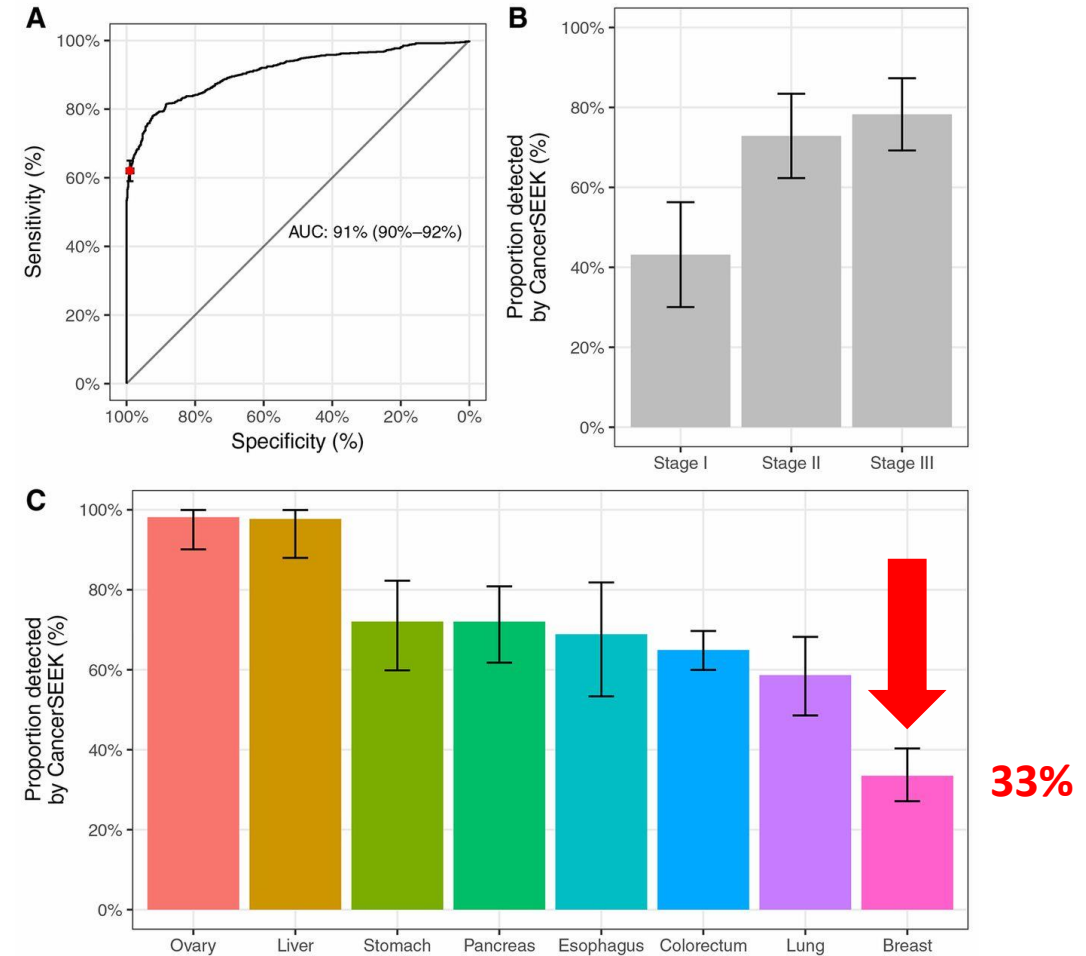 A
100%
80%
60%
40%
20%
0%
Sensitivity (%)
AUC: 91% (90%–92%)
100%
80%
60%
40%
20%
0%
Specificity (%)
B
100%
80%
60%
40%
20%
0%
Proportion detected
by CancerSEEK (%)
Stage I
Stage II
Stage III
C
100%
80%
60%
40%
20%
0%
Proportion detected
by CancerSEEK (%)
33%
Ovary
Liver
Stomach
Pancreas
Esophagus
Colorectum
Lung
Breast